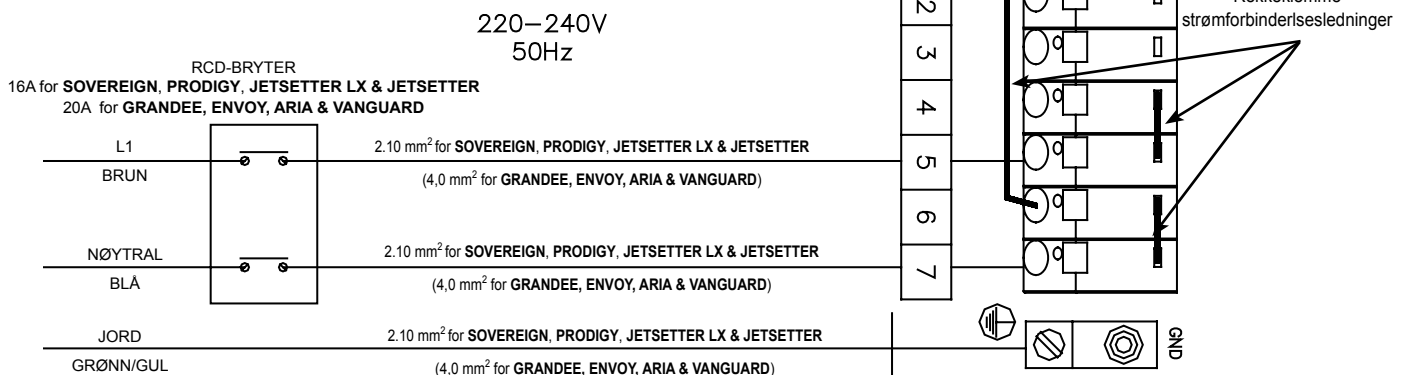 220–240V
50Hz
strømforbinderlsesledninger
RCD-BRYTER
16A for SOVEREIGN, PRODIGY, JETSETTER LX & JETSETTER
20A for GRANDEE, ENVOY, ARIA & VANGUARD
2
3
4
5
6
7
L1
BRUN
2.10 mm² for SOVEREIGN, PRODIGY, JETSETTER LX & JETSETTER
(4,0 mm² for GRANDEE, ENVOY, ARIA & VANGUARD)
NØYTRAL
BLÅ
2.10 mm² for SOVEREIGN, PRODIGY, JETSETTER LX & JETSETTER
(4,0 mm² for GRANDEE, ENVOY, ARIA & VANGUARD)
JORD
GRØNN/GUL
2.10 mm² for SOVEREIGN, PRODIGY, JETSETTER LX & JETSETTER
(4,0 mm² for GRANDEE, ENVOY, ARIA & VANGUARD)
GND